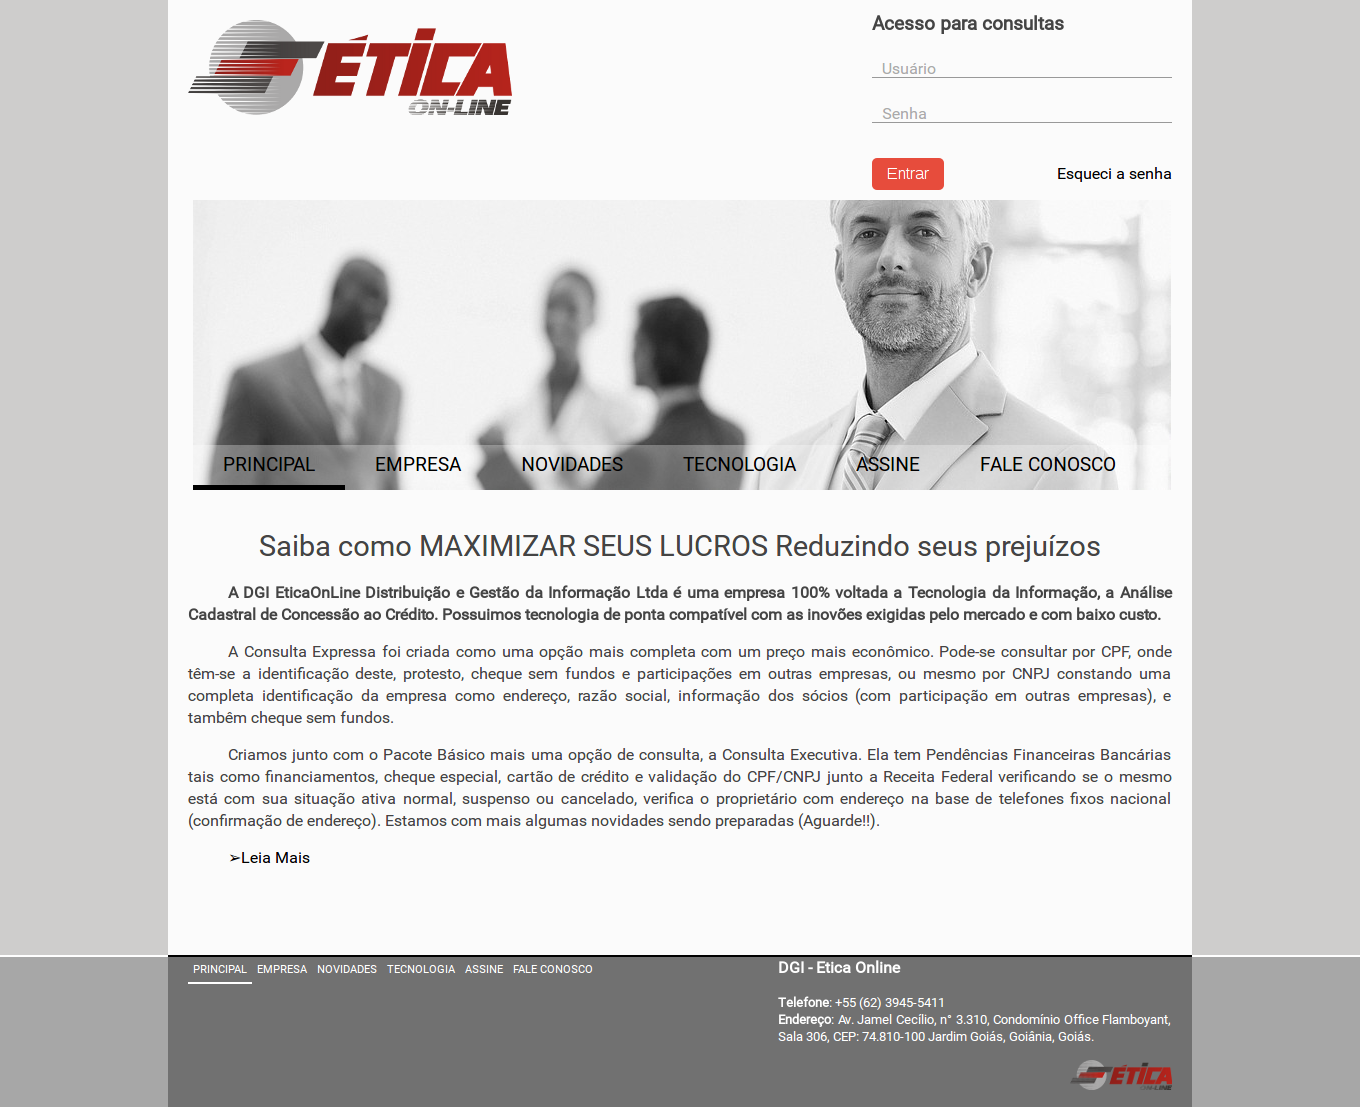 ÉTICA
ON-LINE
Acesso para consultas
Usuário
Senha
Entrar
Esqueci a senha
PRINCIPAL EMPRESA NOVIDADES TECNOLOGIA ASSINE FALE CONOSCO
Saiba como MAXIMIZAR SEUS LUCROS Reduzindo seus prejuízos
A DGI EticaOnLine Distribuição e Gestão da Informação Ltda é uma empresa 100% voltada a Tecnologia da Informação, a Análise
Cadastral de Concessão ao Crédito. Possuimos tecnologia de ponta compatível com as inovões exigidas pelo mercado e com baixo custo.
A Consulta Expressa foi criada como uma opção mais completa com um preço mais econômico. Pode-se consultar por CPF, onde
têm-se a identificação deste, protesto, cheque sem fundos e participações em outras empresas, ou mesmo por CNPJ constando uma
completa identificação da empresa como endereço, razão social, informação dos sócios (com participação em outras empresas), e
tambêm cheque sem fundos.
Criamos junto com o Pacote Básico mais uma opção de consulta, a Consulta Executiva. Ela tem Pendências Financeiras Bancárias
tais como financiamentos, cheque especial, cartão de crédito e validação do CPF/CNPJ junto a Receita Federal verificando se o mesmo
está com sua situação ativa normal, suspenso ou cancelado, verifica o proprietário com endereço na base de telefones fixos nacional
(confirmação de endereço). Estamos com mais algumas novidades sendo preparadas (Aguarde!!).
➢Leia Mais
PRINCIPAL EMPRESA NOVIDADES TECNOLOGIA ASSINE FALE CONOSCO
DGI - Etica Online
Telefone: +55 (62) 3945-5411
Endereço: Av. Jamel Cecílio, n° 3.310, Condomínio Office Flamboyant,
Sala 306, CEP: 74.810-100 Jardim Goiás, Goiânia, Goiás.
ÉTICA
ON-LINE